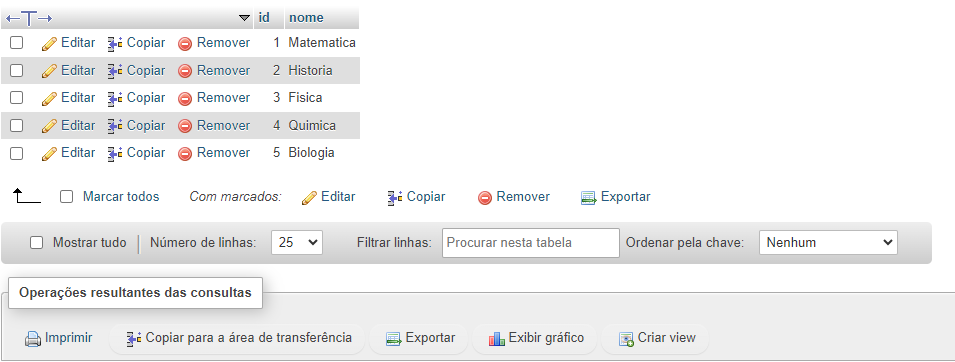 id nome
Editar Copiar Remover 1 Matematica
Editar Copiar Remover 2 Historia
Editar Copiar Remover 3 Fisica
Editar Copiar Remover 4 Quimica
Editar Copiar Remover 5 Biologia
Marcar todos Com marcados: Editar Copiar Remover Exportar
Mostrar tudo Número de linhas: 25 Filtrar linhas: Procurar nesta tabela Ordenar pela chave: Nenhum
Operações resultantes das consultas
Imprimir Copiar para a área de transferência Exportar Exibir gráfico Criar view